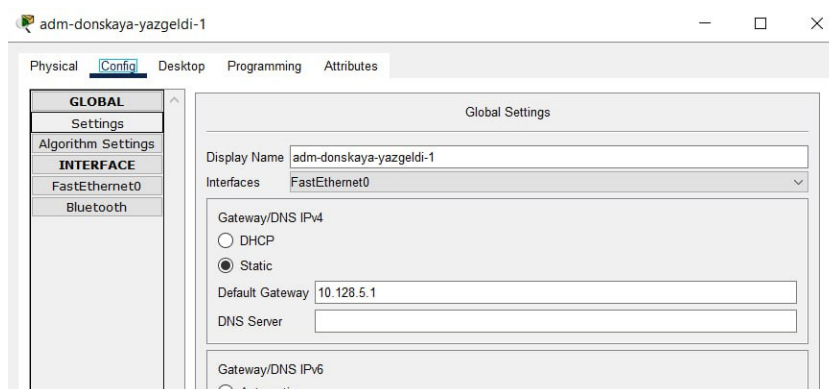 adm-donskaya-yazgeldi-1
Physical Config Desktop Programming Attributes
GLOBAL
Settings
Algorithm Settings
INTERFACE
FastEthernet0
Bluetooth
Global Settings
Display Name adm-donskaya-yazgeldi-1
Interfaces FastEthernet0
Gateway/DNS IPv4
DHCP
Static
Default Gateway 10.128.5.1
DNS Server
Gateway/DNS IPv6